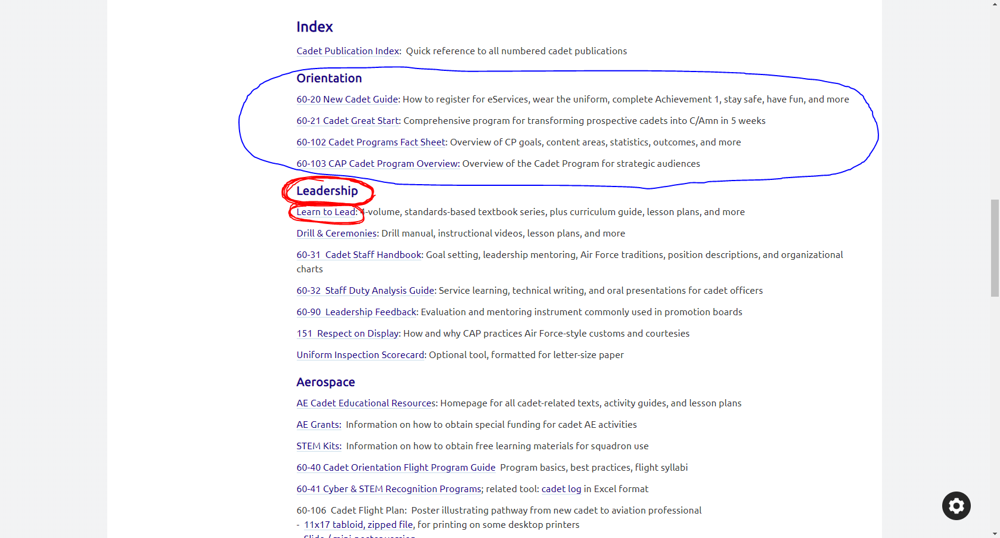 Index
Cadet Publication Index:  Quick reference to all numbered cadet publications
Orientation
60-20 New Cadet Guide: How to register for eServices, wear the uniform, complete Achievement 1, stay safe, have fun, and more
60-21 Cadet Great Start: Comprehensive program for transforming prospective cadets into C/Amn in 5 weeks
60-102 Cadet Programs Fact Sheet: Overview of CP goals, content areas, statistics, outcomes, and more
60-103 CAP Cadet Program Overview: Overview of the Cadet Program for strategic audiences
Leadership
Learn to Lead: 4-volume, standards-based textbook series, plus curriculum guide, lesson plans, and more
Drill & Ceremonies: Drill manual, instructional videos, lesson plans, and more
60-31  Cadet Staff Handbook: Goal setting, leadership mentoring, Air Force traditions, position descriptions, and organizational
charts
60-32  Staff Duty Analysis Guide: Service learning, technical writing, and oral presentations for cadet officers
60-90  Leadership Feedback: Evaluation and mentoring instrument commonly used in promotion boards
151  Respect on Display: How and why CAP practices Air Force-style customs and courtesies
Uniform Inspection Scorecard: Optional tool, formatted for letter-size paper
Aerospace
AE Cadet Educational Resources: Homepage for all cadet-related texts, activity guides, and lesson plans
AE Grants:  Information on how to obtain special funding for cadet AE activities
STEM Kits:  Information on how to obtain free learning materials for squadron use
60-40 Cadet Orientation Flight Program Guide  Program basics, best practices, flight syllabi
60-41 Cyber & STEM Recognition Programs; related tool: cadet log in Excel format
60-106  Cadet Flight Plan:  Poster illustrating pathway from new cadet to aviation professional
-  11x17 tabloid, zipped file, for printing on some desktop printers
Slide / mini-poster version